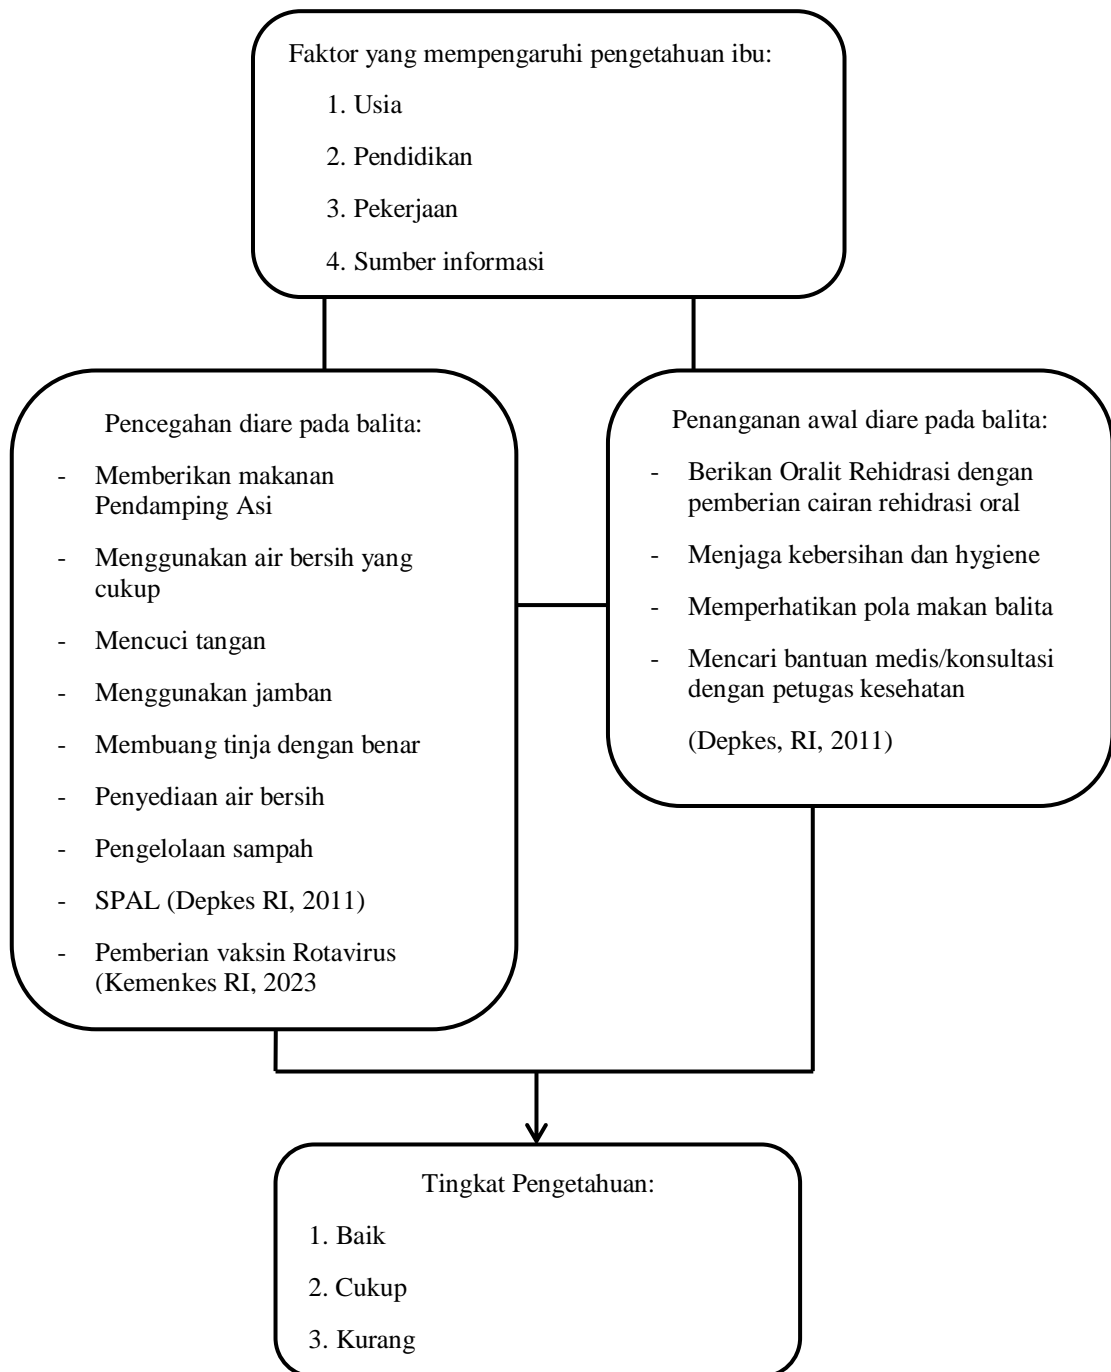 Faktor yang mempengaruhi pengetahuan ibu:
1. Usia
2. Pendidikan
3. Pekerjaan
4. Sumber informasi
Pencegahan diare pada balita:
- Memberikan makanan
Pendamping Asi
- Menggunakan air bersih yang
cukup
- Mencuci tangan
- Menggunakan jamban
- Membuang tinja dengan benar
- Penyediaan air bersih
- Pengelolaan sampah
- SPAL (Depkes RI, 2011)
- Pemberian vaksin Rotavirus
(Kemenkes RI, 2023
Penanganan awal diare pada balita:
- Berikan Oralit Rehidrasi dengan
pemberian cairan rehidrasi oral
- Menjaga kebersihan dan hygiene
- Memperhatikan pola makan balita
- Mencari bantuan medis/konsultasi
dengan petugas kesehatan
(Depkes, RI, 2011)
Tingkat Pengetahuan:
1. Baik
2. Cukup
3. Kurang